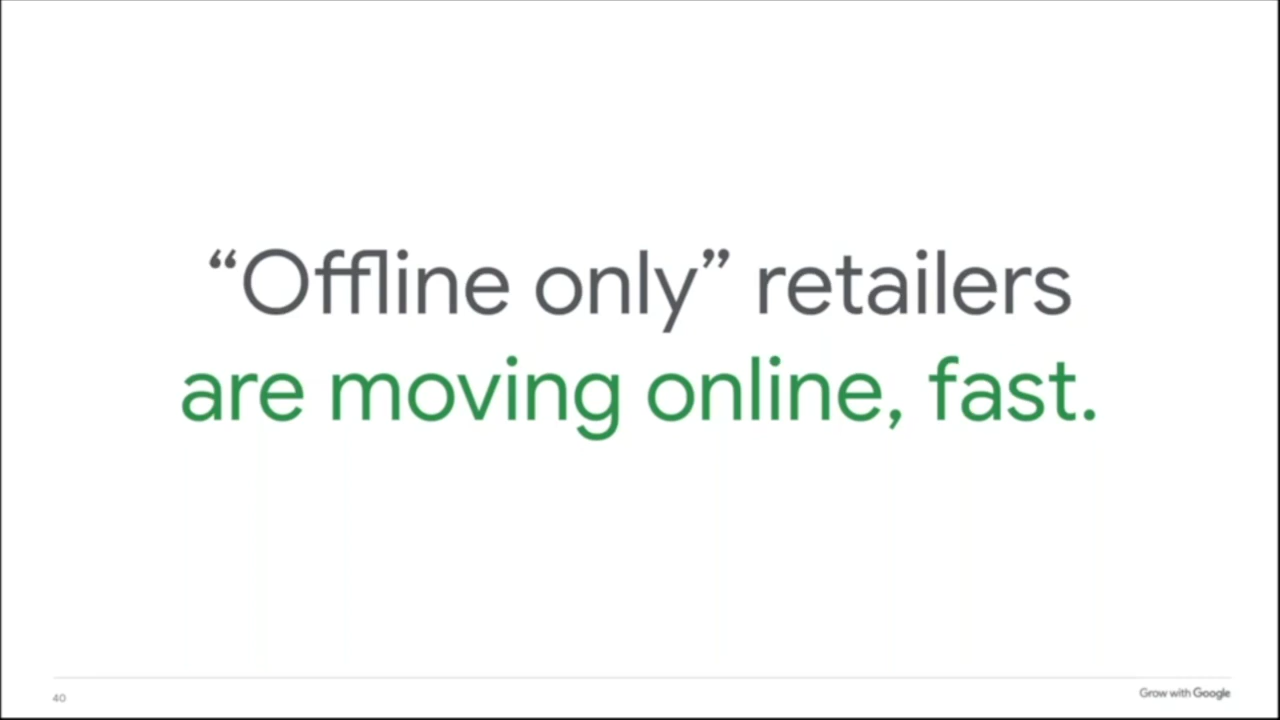 “Offline only” retailers
are moving online, fast.
40
Grow with Google